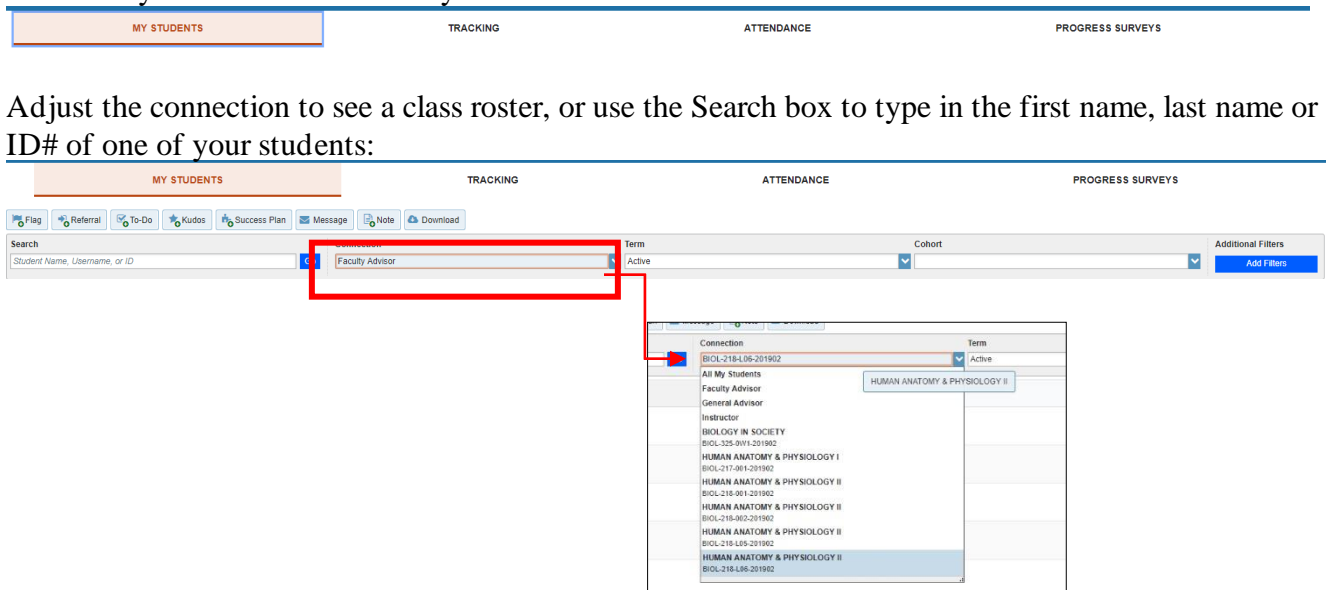 MY STUDENTS TRACKING ATTENDANCE PROGRESS SURVEYS
Adjust the connection to see a class roster, or use the Search box to type in the first name, last name or
ID# of one of your students:
MY STUDENTS TRACKING ATTENDANCE PROGRESS SURVEYS
Flag Referral To-Do Kudos Success Plan Message Note Download
Search Connection Term Cohort Additional Filters
Student Name, Username, or ID Go Faculty Advisor Active Add Filters
Connection Term
BIOL-218-L06-201902 Active
All My Students
HUMAN ANATOMY & PHYSIOLOGY II
Faculty Advisor
General Advisor
Instructor
BIOLOGY IN SOCIETY
BIOL-325-0W1-201902
HUMAN ANATOMY & PHYSIOLOGY I
BIOL-217-001-201902
HUMAN ANATOMY & PHYSIOLOGY II
BIOL-218-001-201902
HUMAN ANATOMY & PHYSIOLOGY II
BIOL-218-002-201902
HUMAN ANATOMY & PHYSIOLOGY II
BIOL-218-L05-201902
HUMAN ANATOMY & PHYSIOLOGY II
BIOL-218-L06-201902